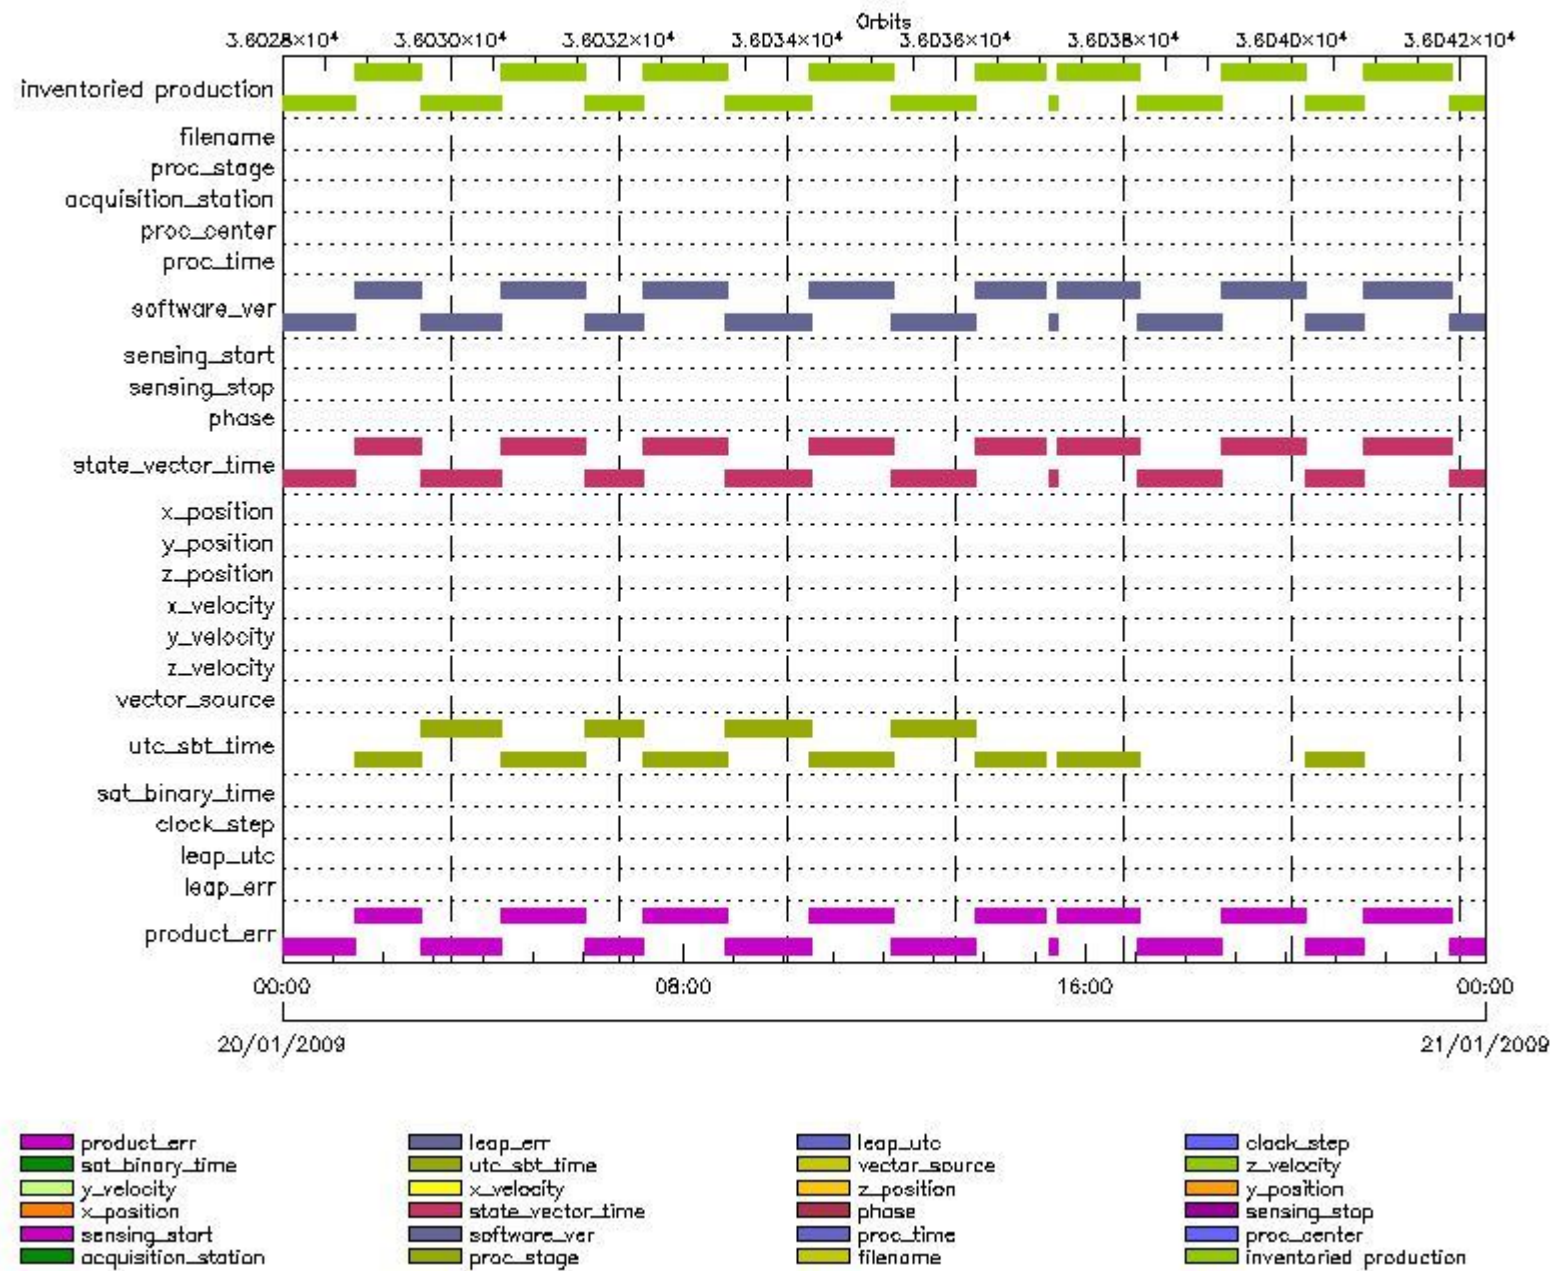 Orbits
3.6028×10⁴ 3.6030×10⁴ 3.6032×10⁴ 3.6034×10⁴ 3.6036×10⁴ 3.6038×10⁴ 3.6040×10⁴ 3.6042×10⁴
inventoried production
filename
proc_stage
acquisition_station
proc_center
proc_time
software_ver
sensing_start
sensing_stop
phase
state_vector_time
x_position
y_position
z_position
x_velocity
y_velocity
z_velocity
vector_source
utc_sbt_time
sat_binary_time
clock_step
leap_utc
leap_err
product_err
00:00 08:00 16:00 00:00
20/01/2009 21/01/2009
product_err leap_err leap_utc clock_step
sat_binary_time utc_sbt_time vector_source z_velocity
y_velocity x_velocity z_position y_position
x_position state_vector_time phase sensing_stop
sensing_start software_ver proc_time proc_center
acquisition_station proc_stage filename inventoried production